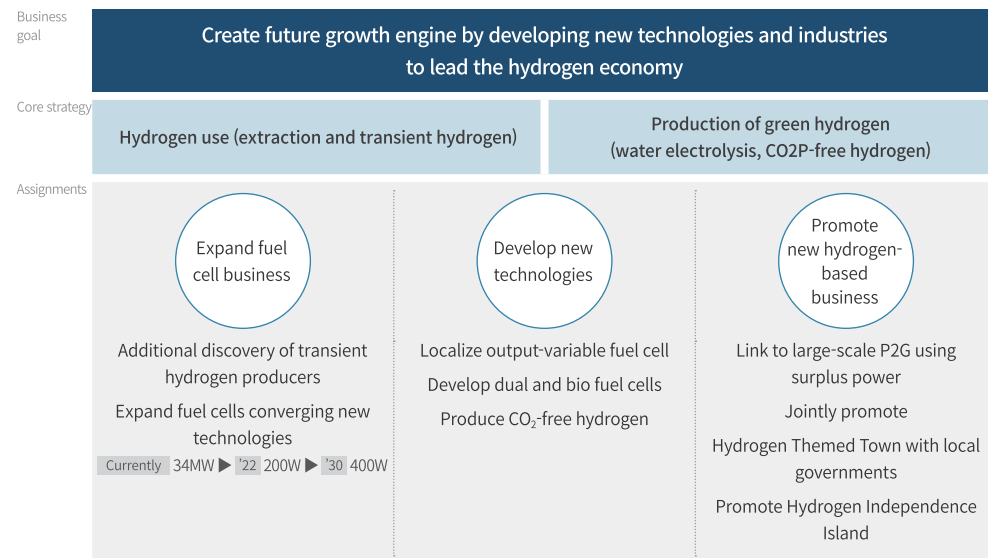 Business
goal
Create future growth engine by developing new technologies and industries
to lead the hydrogen economy
Core strategy
Hydrogen use (extraction and transient hydrogen)
Production of green hydrogen
(water electrolysis, CO2P-free hydrogen)
Assignments
Expand fuel
cell business
Additional discovery of transient
hydrogen producers
Expand fuel cells converging new
technologies
Currently 34MW ▶ ’22 200W ▶ ’30 400W
Develop new
technologies
Localize output-variable fuel cell
Develop dual and bio fuel cells
Produce CO₂-free hydrogen
Promote
new hydrogen-
based
business
Link to large-scale P2G using
surplus power
Jointly promote
Hydrogen Themed Town with local
governments
Promote Hydrogen Independence
Island